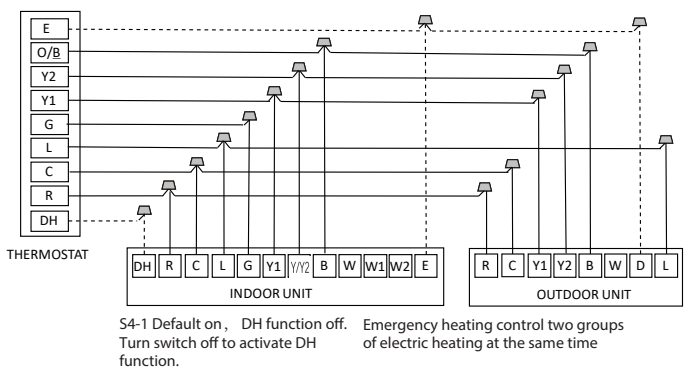 E
O/B
Y2
Y1
G
L
C
R
DH
THERMOSTAT
DH R C L G Y1 Y/Y2 B W W1 W2 E
INDOOR UNIT
R C Y1 Y2 B W D L
OUTDOOR UNIT
S4-1 Default on， DH function off.
Turn switch off to activate DH
function.
Emergency heating control two groups
of electric heating at the same time